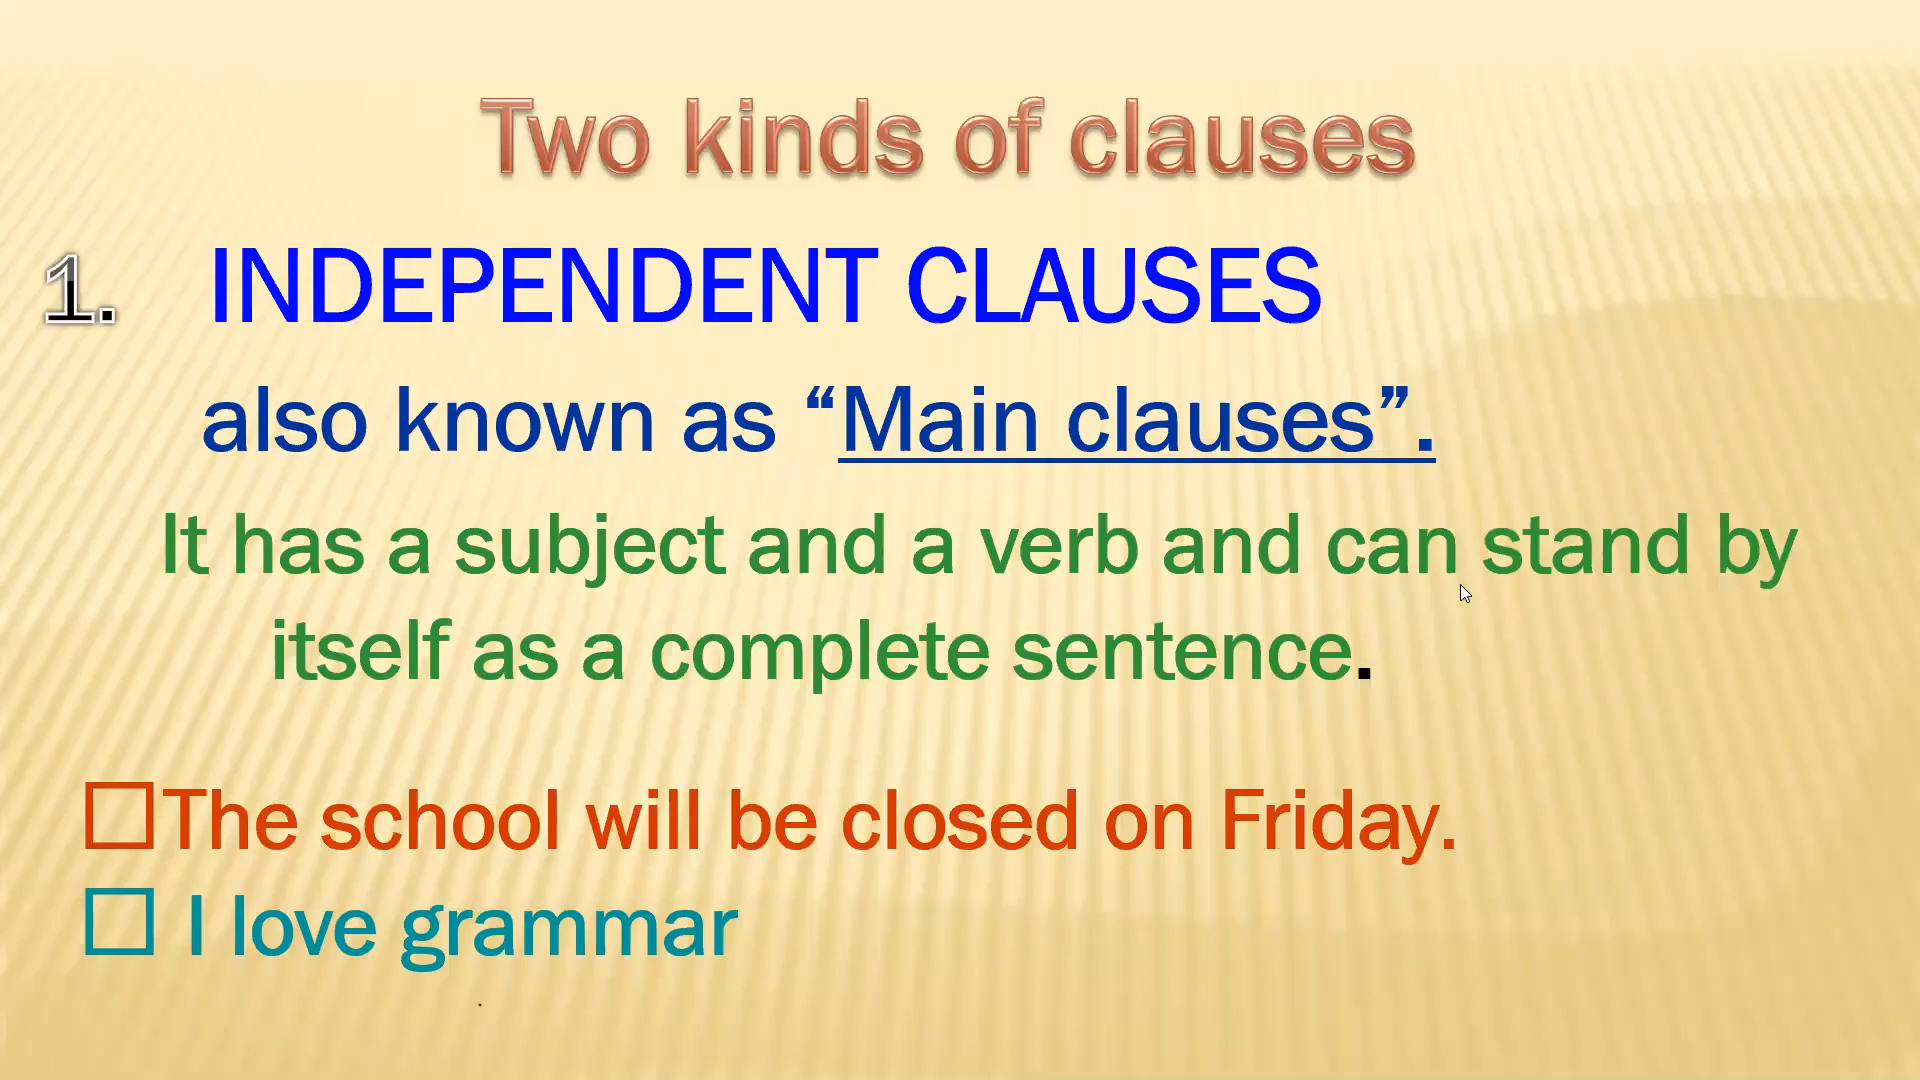 Two kinds of clauses
1. INDEPENDENT CLAUSES
also known as “Main clauses”.
It has a subject and a verb and can stand by
itself as a complete sentence.
☐The school will be closed on Friday.
☐ I love grammar
.